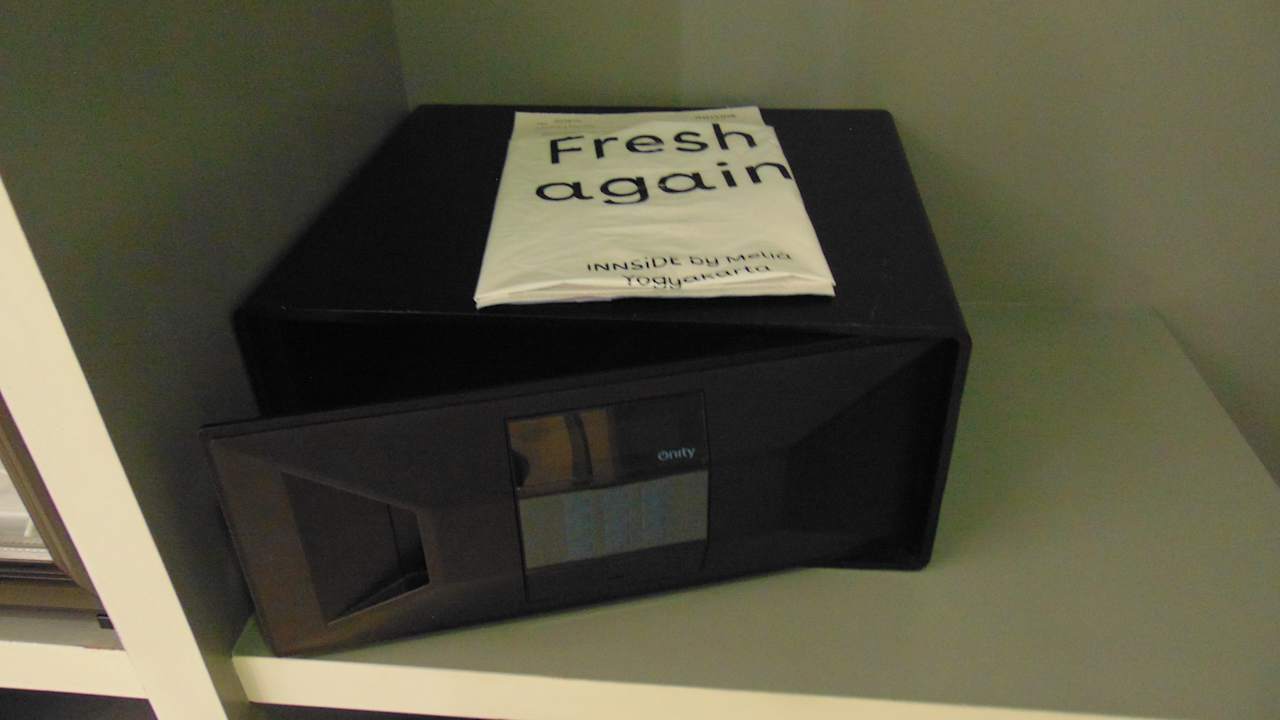 Fresh
again
INNSiDE by Meliá
Yogyakarta
Onity